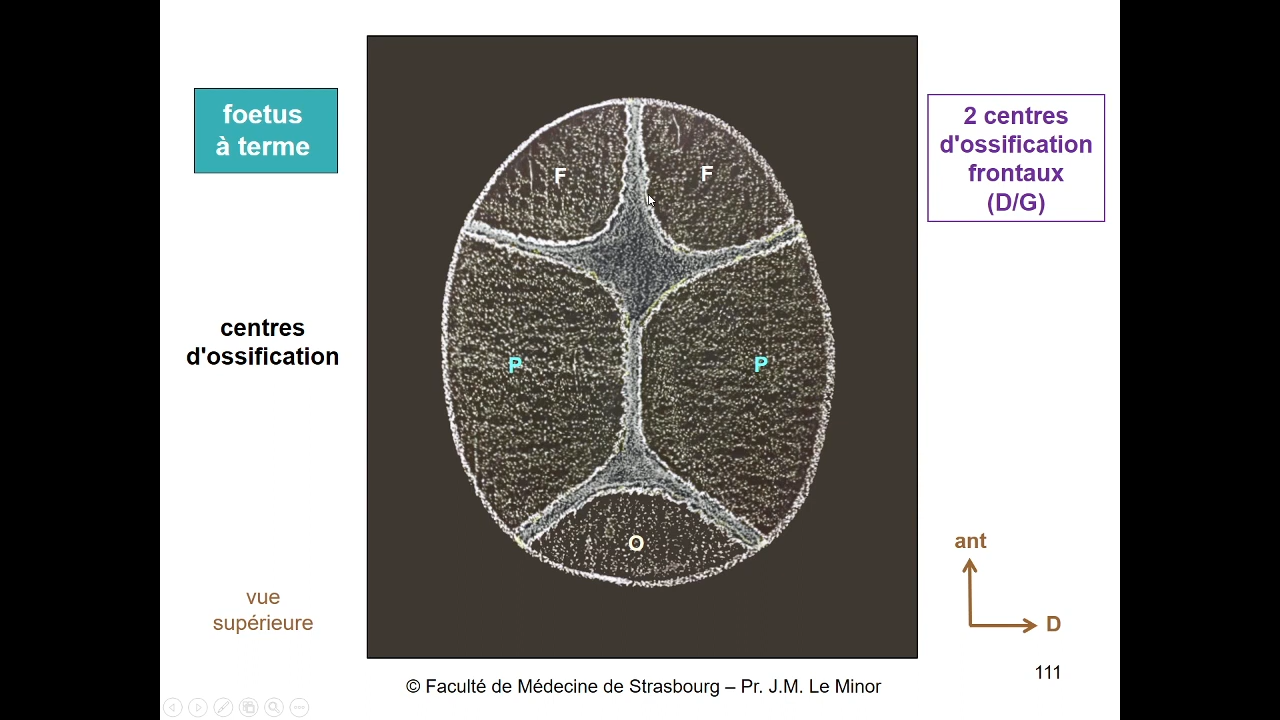 foetus
à terme
2 centres
d'ossification
frontaux
(D/G)
F
F
centres
d'ossification
P
P
O
ant
D
vue
supérieure
111
© Faculté de Médecine de Strasbourg – Pr. J.M. Le Minor